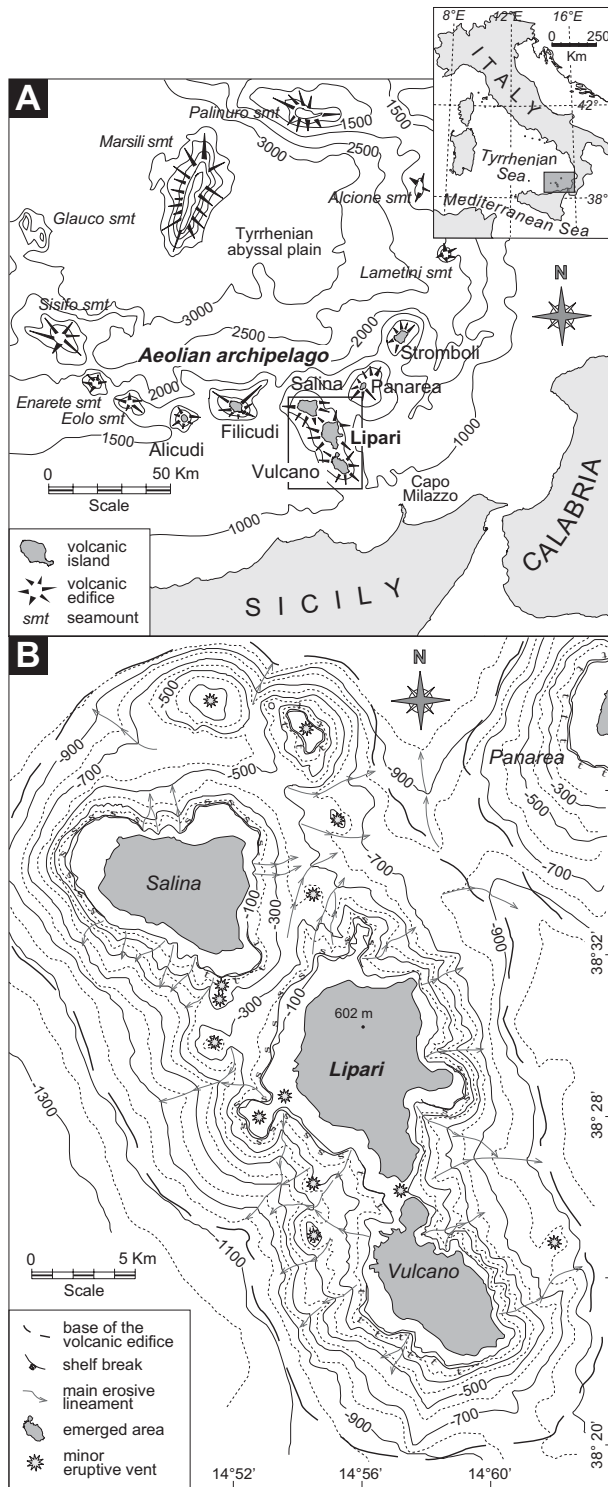 8°E
12°E
16°E
0
250
Km
ITALY
42°
Tyrrhenian
Sea.
38°
Mediterranean Sea
A
Palinuro smt
1500
1500
2500
3000
Marsili smt
Alcione smt
Glauco smt
Tyrrhenian
abyssal plain
Lametini smt
N
Sisifo smt
3000
2500
2000
Aeolian archipelago
Stromboli
Salina
Panarea
Enarete smt
2000
Eolo smt
Filicudi
Lipari
1500
Alicudi
1000
Vulcano
0
50 Km
Scale
Capo
Milazzo
1000
CALABRIA
SICILY
volcanic
island
volcanic
edifice
smt
seamount
B
N
-500
-900
-700
-500
-900
Panarea
-300
-500
-700
-700
Salina
-100
-300
-900
38° 32'
-300
-100
602 m
Lipari
-1300
38° 28'
-1100
0
5 Km
Scale
Vulcano
base of the
volcanic edifice
shelf break
main erosive
lineament
emerged area
minor
eruptive vent
-500
-700
-900
38° 20'
14°52'
14°56'
14°60'